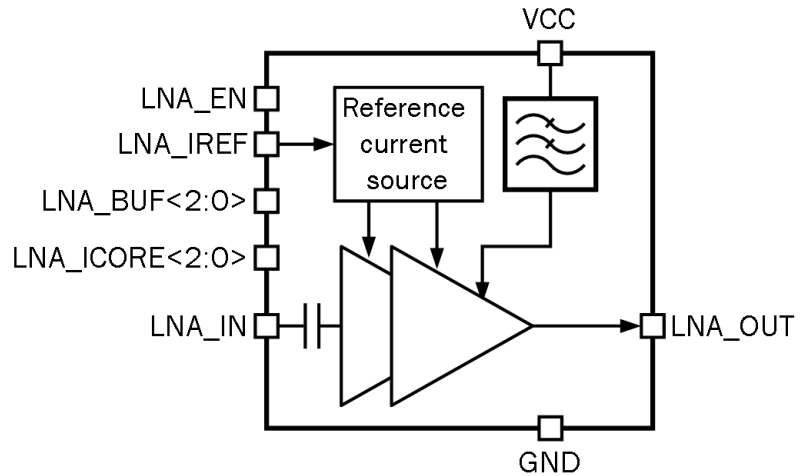 VCC
LNA_EN
Reference
LNA_IREF
current
source
LNA_BUF<2:0>
LNA_ICORE<2:0>
LNA_IN
LNA_OUT
GND